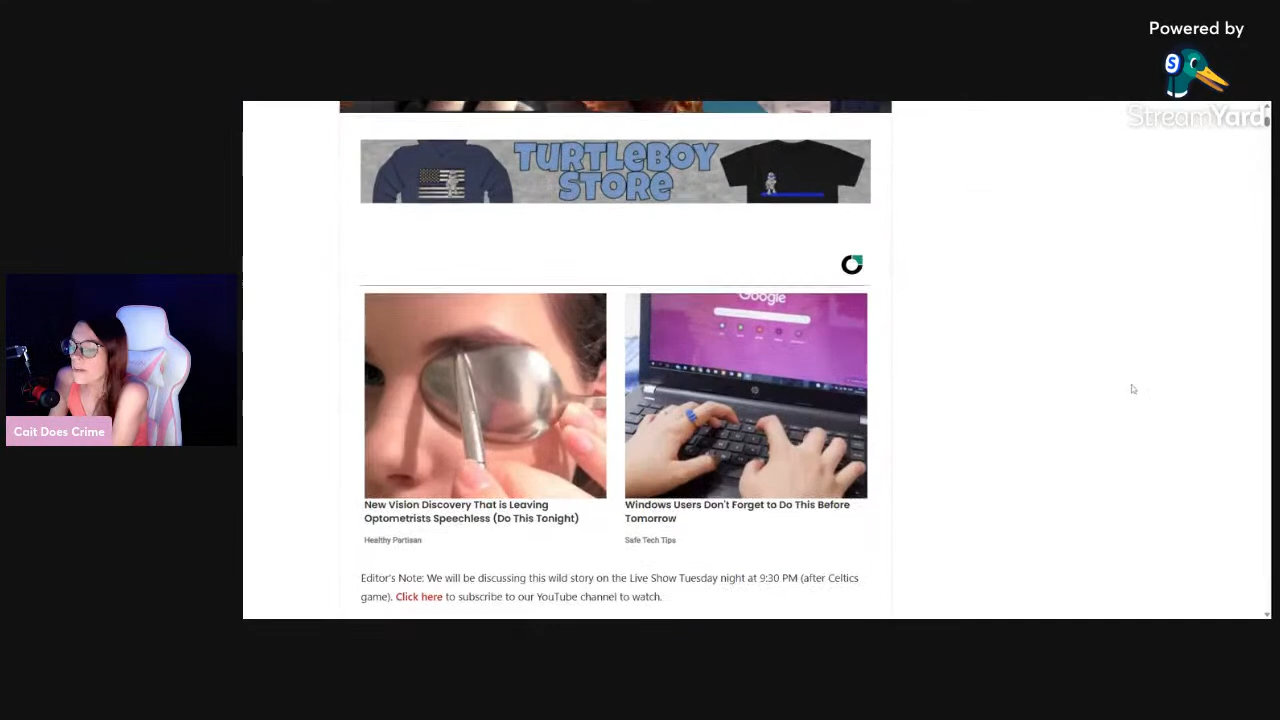 Powered by
S
StreamYard
TURTLEBOY
STORE
Google
Cait Does Crime
New Vision Discovery That is Leaving
Optometrists Speechless (Do This Tonight)
Healthy Partisan
Windows Users Don't Forget to Do This Before
Tomorrow
Safe Tech Tips
Editor's Note: We will be discussing this wild story on the Live Show Tuesday night at 9:30 PM (after Celtics
game). Click here to subscribe to our YouTube channel to watch.